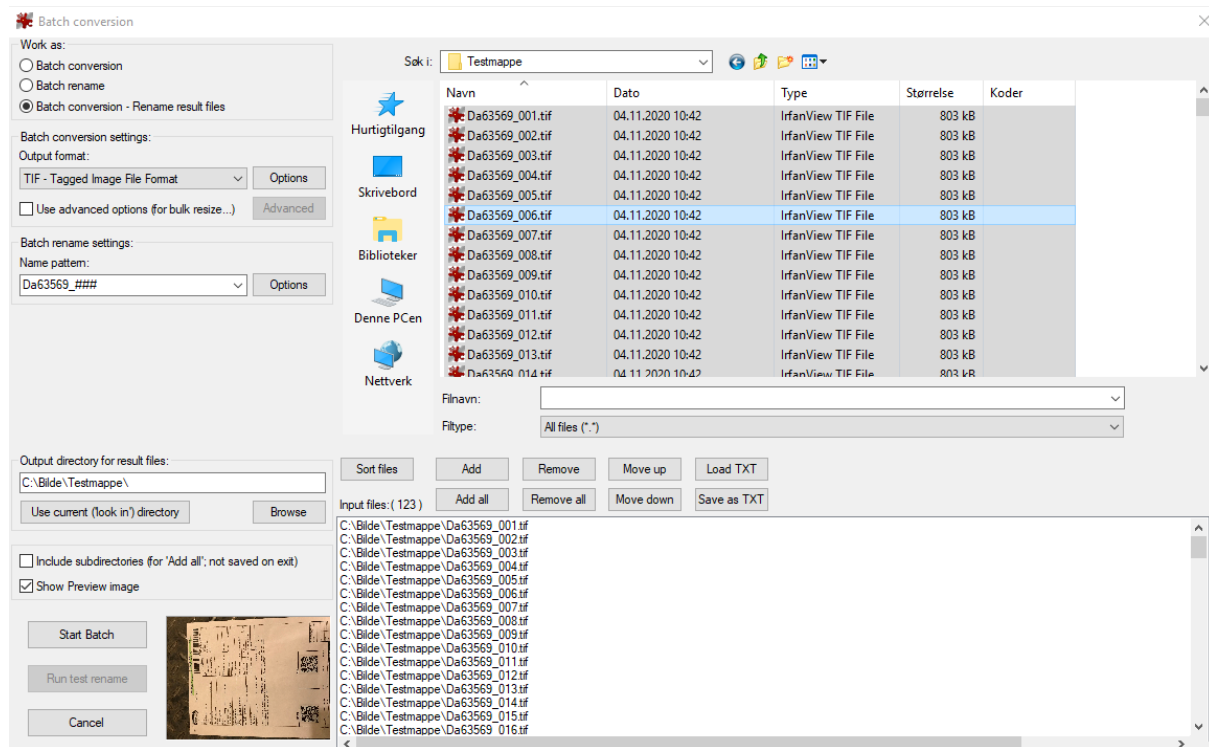 Batch conversion
Work as:
Batch conversion
Batch rename
Batch conversion - Rename result files
Batch conversion settings:
Output format:
TIF - Tagged Image File Format
Options
Use advanced options (for bulk resize...)
Advanced
Batch rename settings:
Name pattern:
Da63569_###
Options
Output directory for result files:
C:\Bilde\Testmappe\
Use current ('look in') directory
Browse
Include subdirectories (for 'Add all'; not saved on exit)
Show Preview image
Start Batch
Run test rename
Cancel
Søk i: Testmappe
Hurtigtilgang
Skrivebord
Biblioteker
Denne PCen
Nettverk
Navn Dato Type Størrelse Koder
Da63569_001.tif 04.11.2020 10:42 IrfanView TIF File 803 kB
Da63569_002.tif 04.11.2020 10:42 IrfanView TIF File 803 kB
Da63569_003.tif 04.11.2020 10:42 IrfanView TIF File 803 kB
Da63569_004.tif 04.11.2020 10:42 IrfanView TIF File 803 kB
Da63569_005.tif 04.11.2020 10:42 IrfanView TIF File 803 kB
Da63569_006.tif 04.11.2020 10:42 IrfanView TIF File 803 kB
Da63569_007.tif 04.11.2020 10:42 IrfanView TIF File 803 kB
Da63569_008.tif 04.11.2020 10:42 IrfanView TIF File 803 kB
Da63569_009.tif 04.11.2020 10:42 IrfanView TIF File 803 kB
Da63569_010.tif 04.11.2020 10:42 IrfanView TIF File 803 kB
Da63569_011.tif 04.11.2020 10:42 IrfanView TIF File 803 kB
Da63569_012.tif 04.11.2020 10:42 IrfanView TIF File 803 kB
Da63569_013.tif 04.11.2020 10:42 IrfanView TIF File 803 kB
Da63569_014.tif 04.11.2020 10:42 IrfanView TIF File 803 kB
Filnavn:
Filtype: All files (*.*)
Sort files Add Remove Move up Load TXT
Input files:( 123 ) Add all Remove all Move down Save as TXT
C:\Bilde\Testmappe\Da63569_001.tif
C:\Bilde\Testmappe\Da63569_002.tif
C:\Bilde\Testmappe\Da63569_003.tif
C:\Bilde\Testmappe\Da63569_004.tif
C:\Bilde\Testmappe\Da63569_005.tif
C:\Bilde\Testmappe\Da63569_006.tif
C:\Bilde\Testmappe\Da63569_007.tif
C:\Bilde\Testmappe\Da63569_008.tif
C:\Bilde\Testmappe\Da63569_009.tif
C:\Bilde\Testmappe\Da63569_010.tif
C:\Bilde\Testmappe\Da63569_011.tif
C:\Bilde\Testmappe\Da63569_012.tif
C:\Bilde\Testmappe\Da63569_013.tif
C:\Bilde\Testmappe\Da63569_014.tif
C:\Bilde\Testmappe\Da63569_015.tif
C:\Bilde\Testmappe\Da63569_016.tif